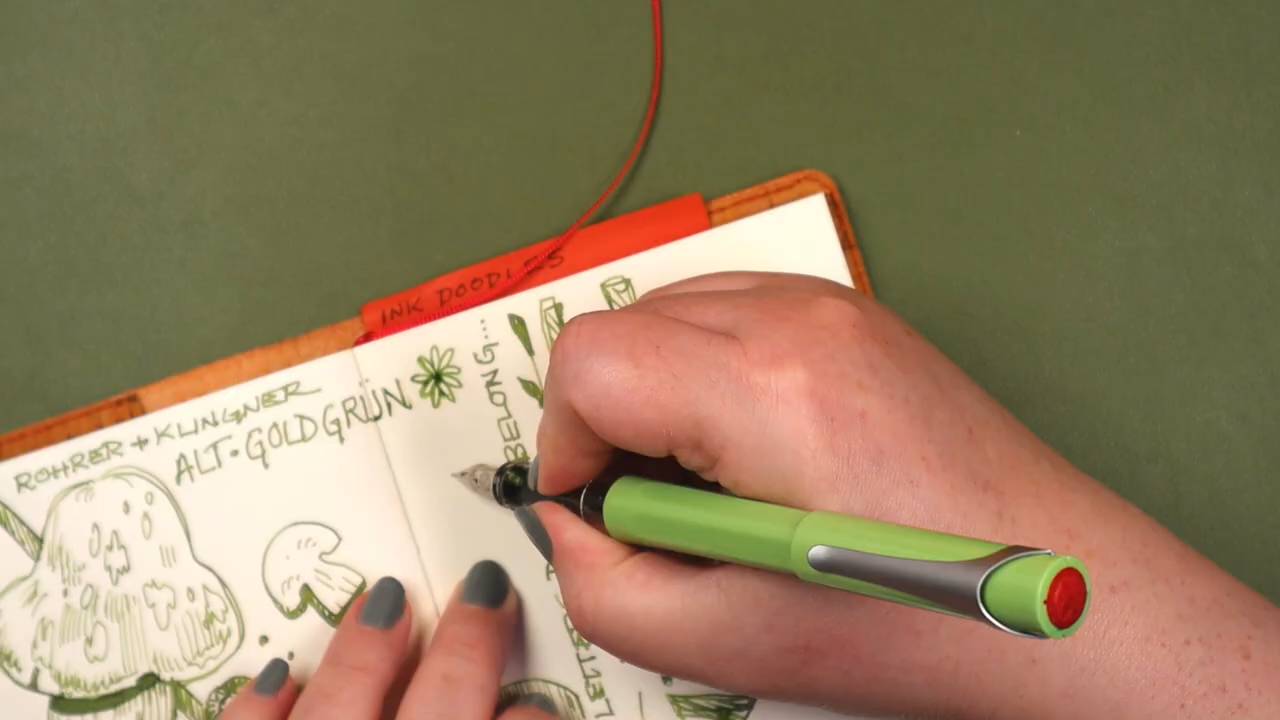 INK DOODLES
ROHRER + KLINGNER
ALT-GOLDGRÜN
BELONG...